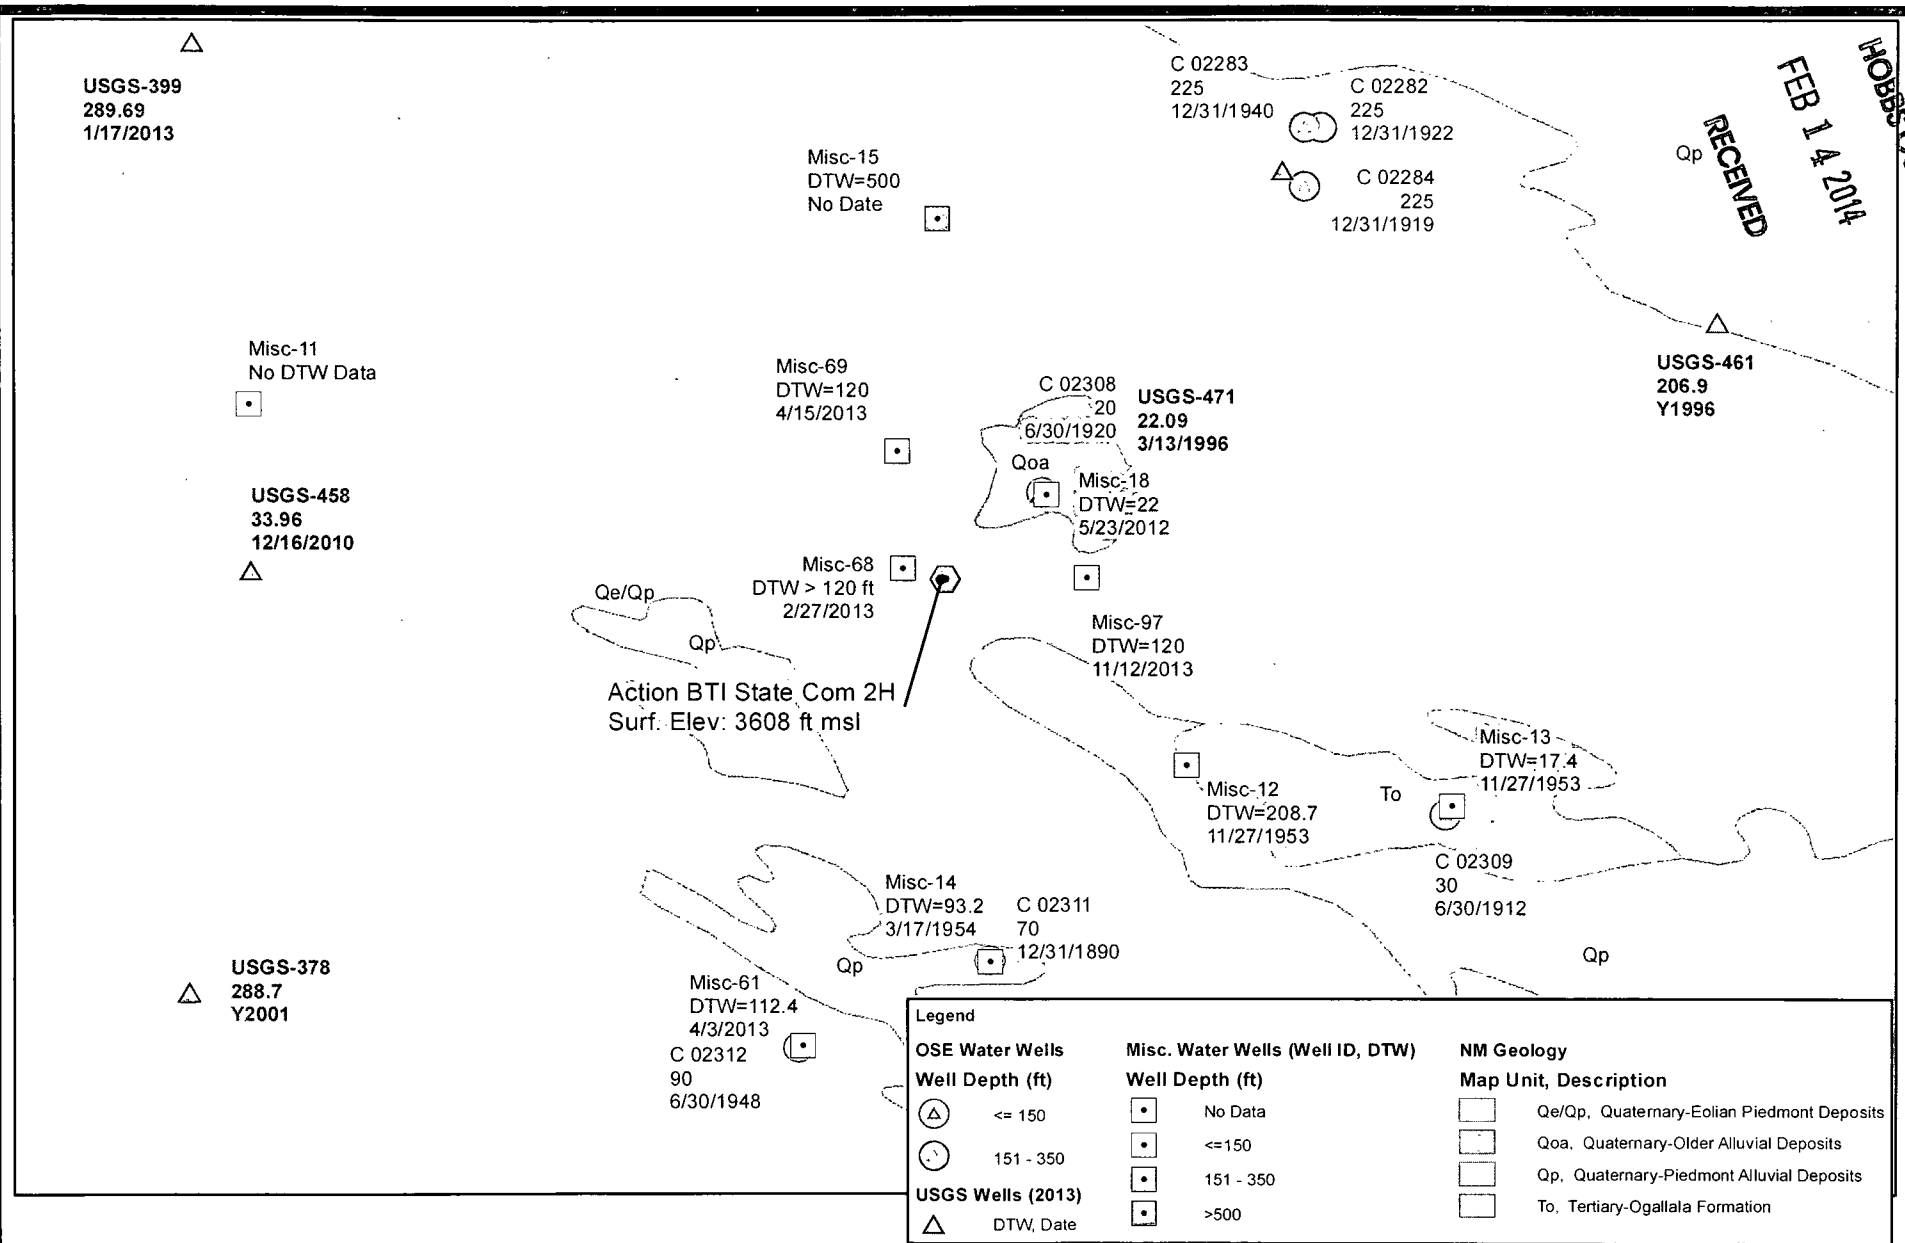 USGS-399
289.69
1/17/2013
C 02283
225
12/31/1940
C 02282
225
12/31/1922
C 02284
225
12/31/1919
Qp
RECEIVED
FEB 14 2014
Misc-15
DTW=500
No Date
Misc-11
No DTW Data
Misc-69
DTW=120
4/15/2013
C 02308
20
6/30/1920
USGS-471
22.09
3/13/1996
USGS-461
206.9
Y1996
Qoa
Misc-18
DTW=22
5/23/2012
USGS-458
33.96
12/16/2010
Misc-68
DTW > 120 ft
2/27/2013
Qe/Qp
Qp
Misc-97
DTW=120
11/12/2013
Action BTI State Com 2H
Surf. Elev: 3608 ft msl
Misc-13
DTW=17.4
11/27/1953
Misc-12
DTW=208.7
11/27/1953
To
C 02309
30
6/30/1912
Misc-14
DTW=93.2
3/17/1954
C 02311
70
12/31/1890
Qp
Qp
USGS-378
288.7
Y2001
Misc-61
DTW=112.4
4/3/2013
C 02312
90
6/30/1948
Legend
OSE Water Wells
Well Depth (ft)
<= 150
151 - 350
USGS Wells (2013)
DTW, Date
Misc. Water Wells (Well ID, DTW)
Well Depth (ft)
No Data
<=150
151 - 350
>500
NM Geology
Map Unit, Description
Qe/Qp, Quaternary-Eolian Piedmont Deposits
Qoa, Quaternary-Older Alluvial Deposits
Qp, Quaternary-Piedmont Alluvial Deposits
To, Tertiary-Ogallala Formation